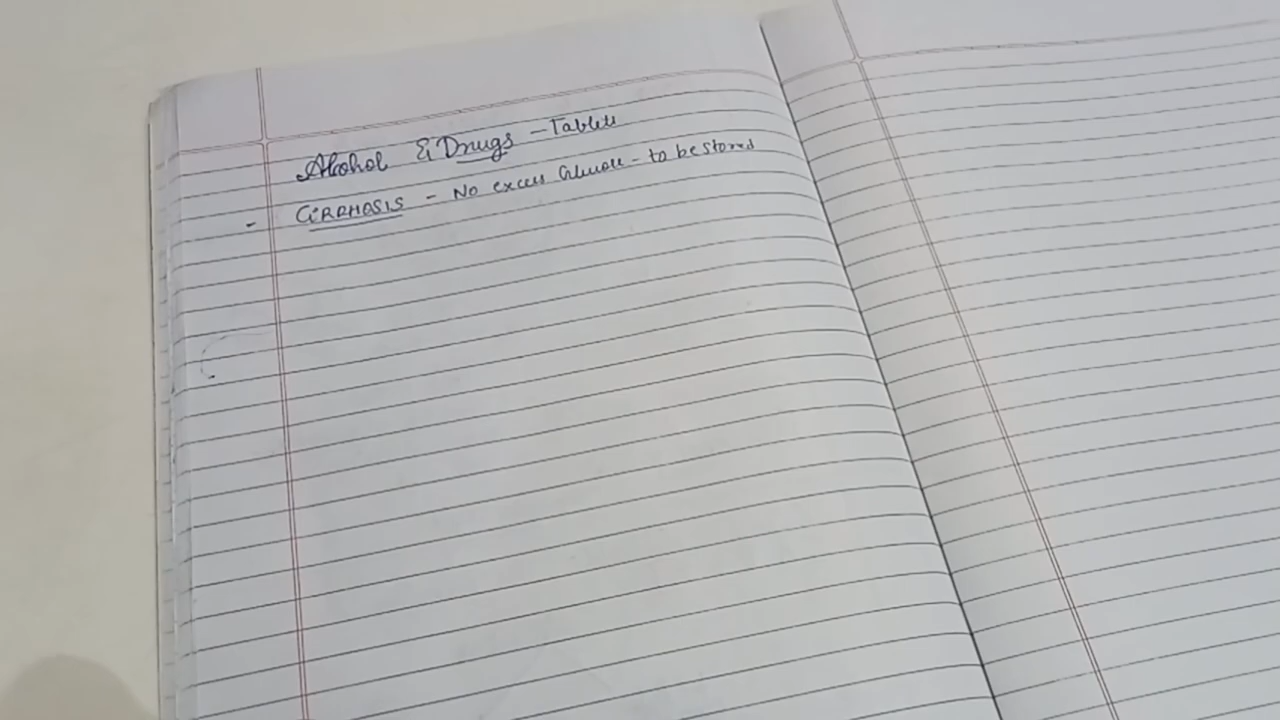 Alcohol & Drugs - Tablets
- CIRRHOSIS - No excess Glucose - to be stored